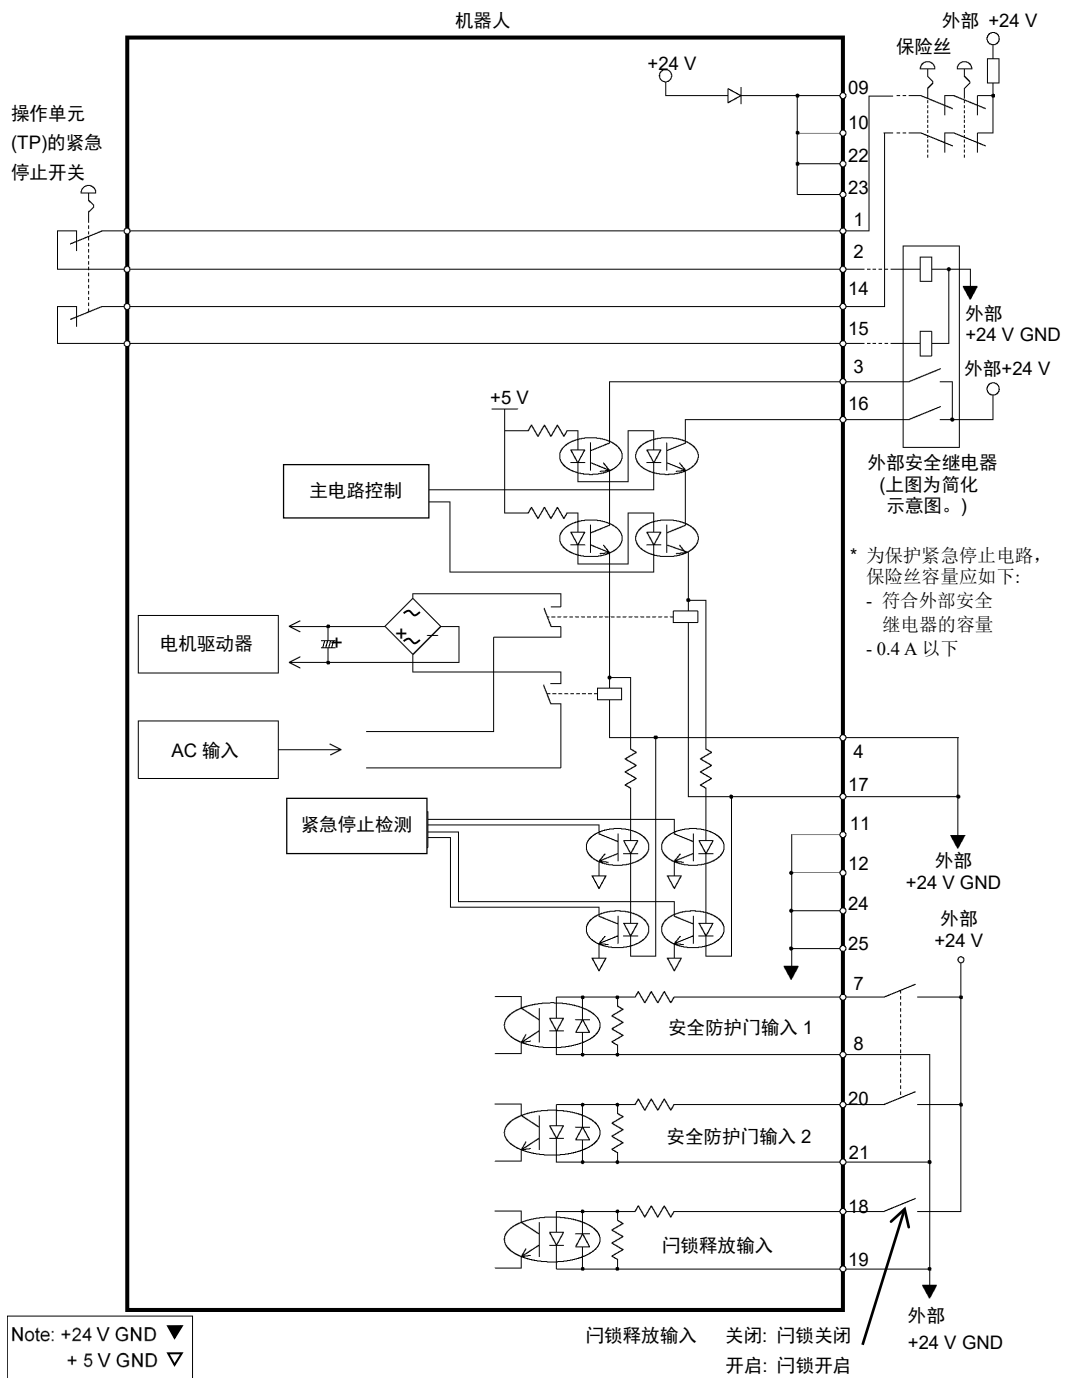 机器人
外部 +24 V
保险丝
+24 V
操作单元
(TP)的紧急
停止开关
09
10
22
23
1
2
14
15
3
16
外部
+24 V GND
外部+24 V
+5 V
主电路控制
外部安全继电器
(上图为简化
示意图。)
* 为保护紧急停止电路，
保险丝容量应如下:
- 符合外部安全
继电器的容量
- 0.4 A 以下
电机驱动器
AC 输入
4
17
紧急停止检测
11
12
24
25
外部
+24 V GND
外部
+24 V
7
安全防护门输入 1
8
20
安全防护门输入 2
21
18
闩锁释放输入
19
外部
+24 V GND
闩锁释放输入 关闭: 闩锁关闭
开启: 闩锁开启
Note: +24 V GND ▼
+ 5 V GND ▽